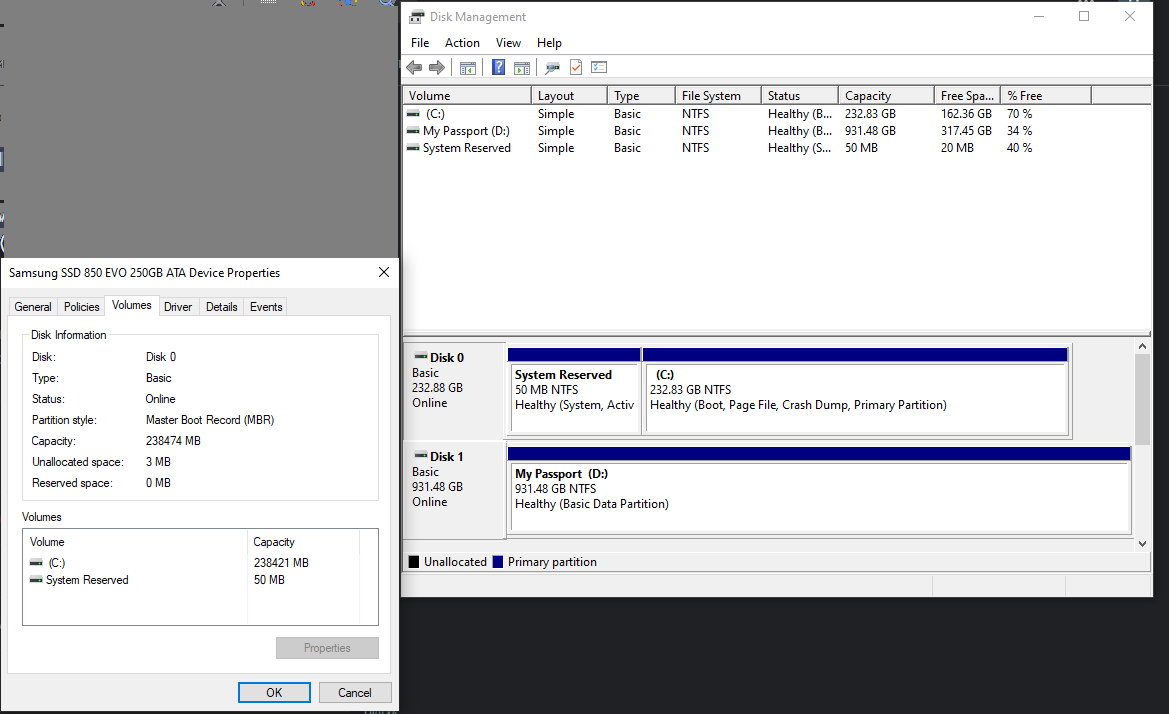 Disk Management
File Action View Help
Volume Layout Type File System Status Capacity Free Spa... % Free
(C:) Simple Basic NTFS Healthy (B... 232.83 GB 162.36 GB 70 %
My Passport (D:) Simple Basic NTFS Healthy (B... 931.48 GB 317.45 GB 34 %
System Reserved Simple Basic NTFS Healthy (S... 50 MB 20 MB 40 %
Disk 0
Basic
232.88 GB
Online
System Reserved
50 MB NTFS
Healthy (System, Activ
(C:)
232.83 GB NTFS
Healthy (Boot, Page File, Crash Dump, Primary Partition)
Disk 1
Basic
931.48 GB
Online
My Passport (D:)
931.48 GB NTFS
Healthy (Basic Data Partition)
Unallocated Primary partition
Samsung SSD 850 EVO 250GB ATA Device Properties
General Policies Volumes Driver Details Events
Disk Information
Disk: Disk 0
Type: Basic
Status: Online
Partition style: Master Boot Record (MBR)
Capacity: 238474 MB
Unallocated space: 3 MB
Reserved space: 0 MB
Volumes
Volume Capacity
(C:) 238421 MB
System Reserved 50 MB
Properties
OK Cancel